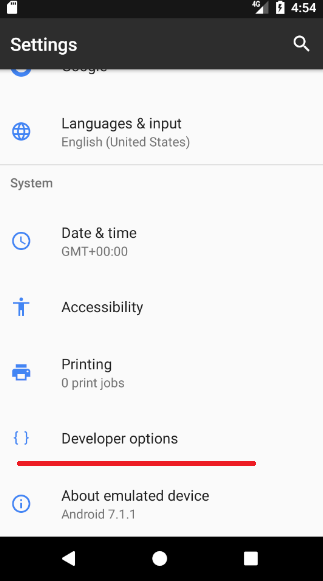 4G 4:54
Settings
Google
Languages & input
English (United States)
System
Date & time
GMT+00:00
Accessibility
Printing
0 print jobs
{ } Developer options
About emulated device
Android 7.1.1